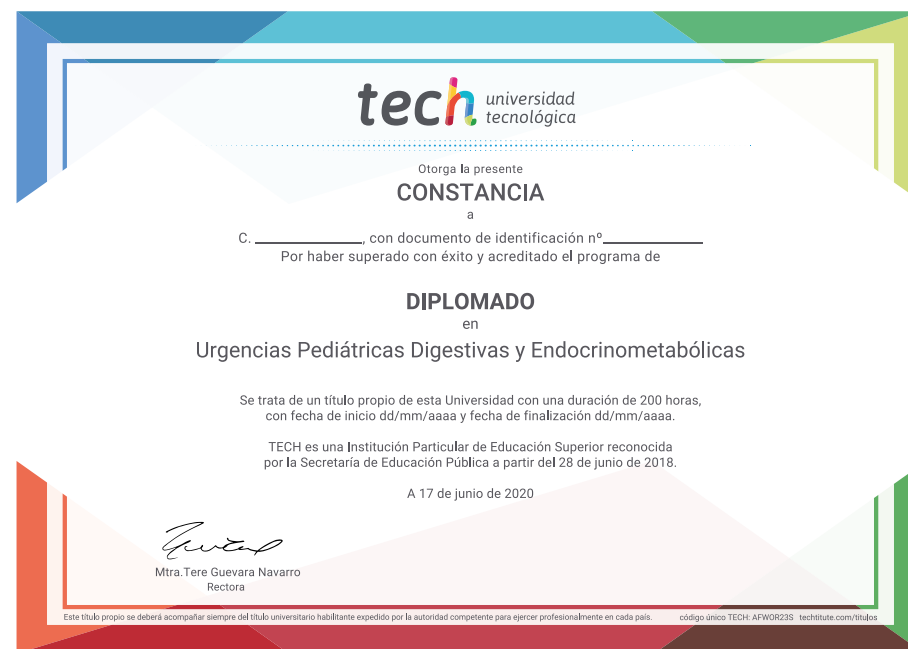 tech universidad
tecnológica
Otorga la presente
CONSTANCIA
a
C. ____________, con documento de identificación nº____________
Por haber superado con éxito y acreditado el programa de
DIPLOMADO
en
Urgencias Pediátricas Digestivas y Endocrinometabólicas
Se trata de un título propio de esta Universidad con una duración de 200 horas,
con fecha de inicio dd/mm/aaaa y fecha de finalización dd/mm/aaaa.
TECH es una Institución Particular de Educación Superior reconocida
por la Secretaría de Educación Pública a partir del 28 de junio de 2018.
A 17 de junio de 2020
Mtra.Tere Guevara Navarro
Rectora
Este título propio se deberá acompañar siempre del título universitario habilitante expedido por la autoridad competente para ejercer profesionalmente en cada país. código único TECH: AFWOR23S techtitute.com/titulos